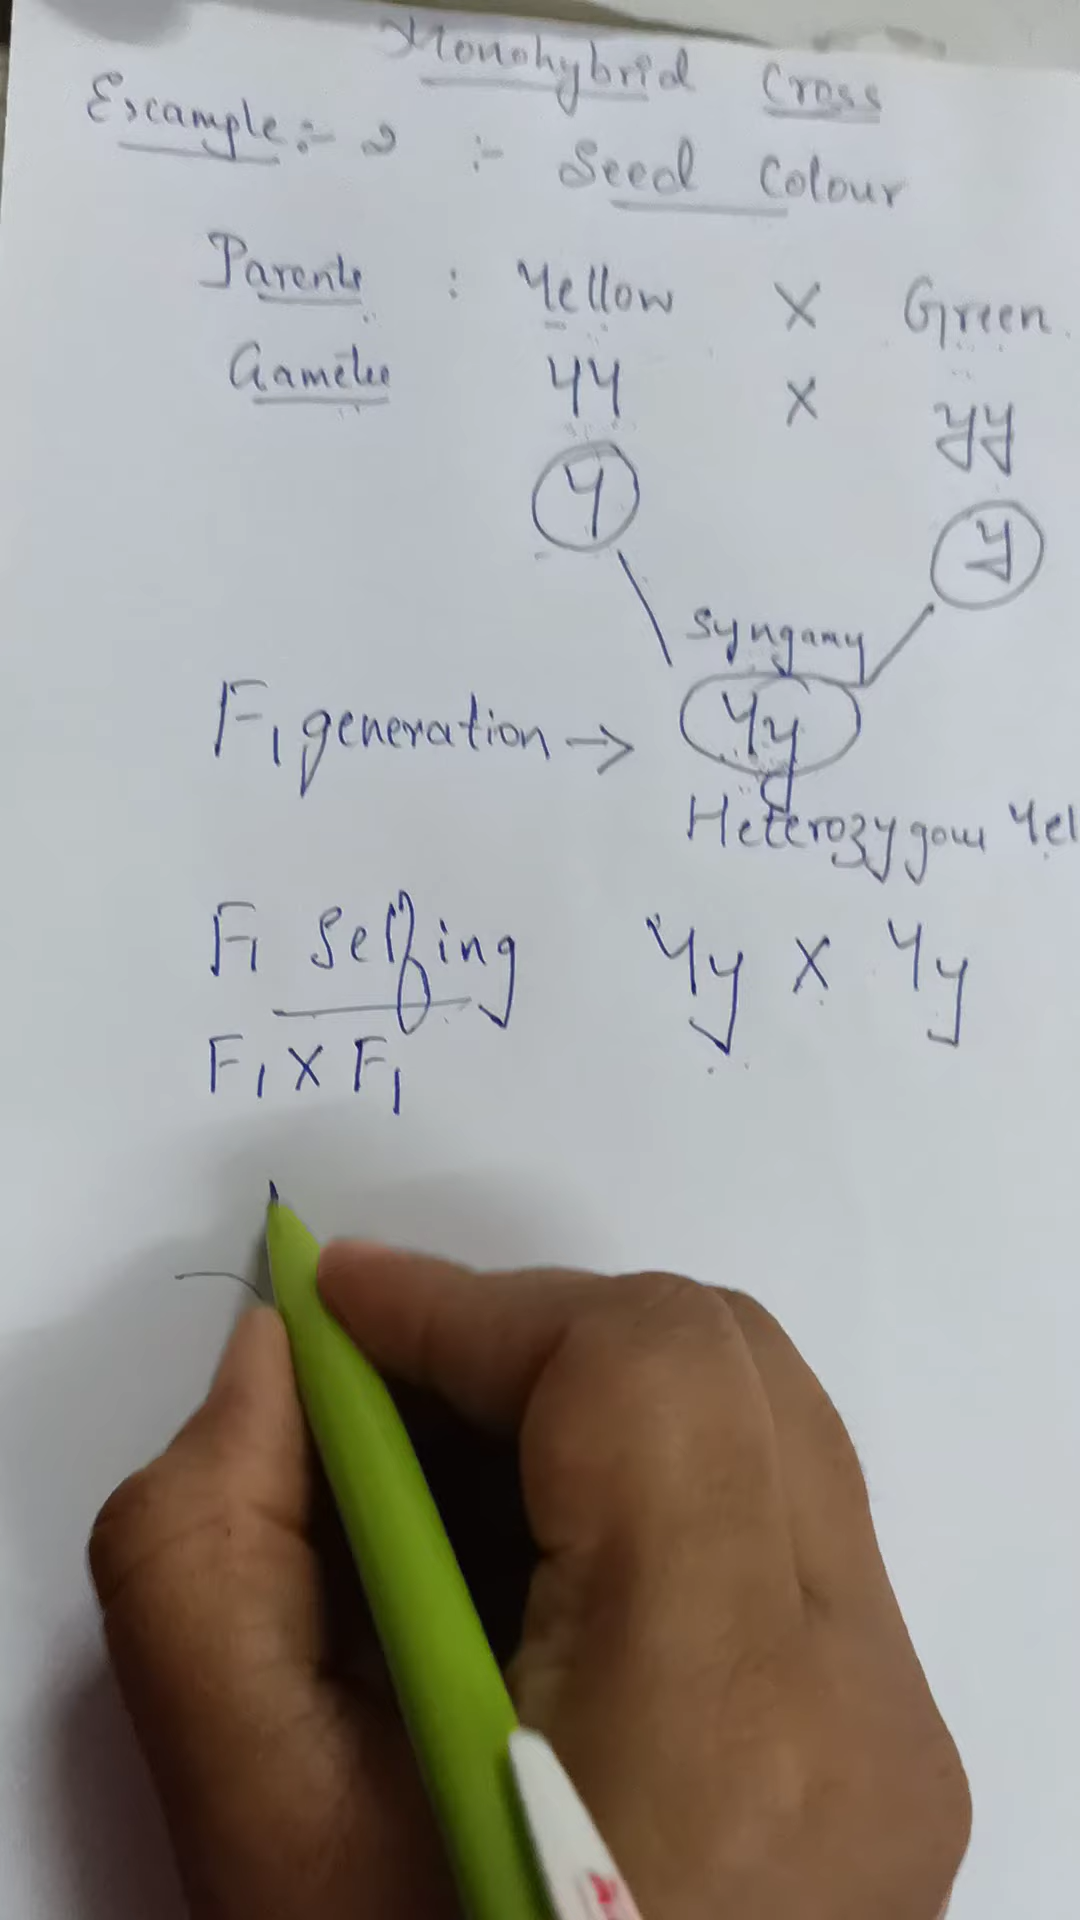 Monohybrid Cross
Example:- 2 :- Seed Colour
Parents : Yellow X Green
Gametes YY X yy
Y y
Syngamy
F1 generation → Yy
Heterozygous Yel
F1 Selfing Yy X Yy
F1 X F1